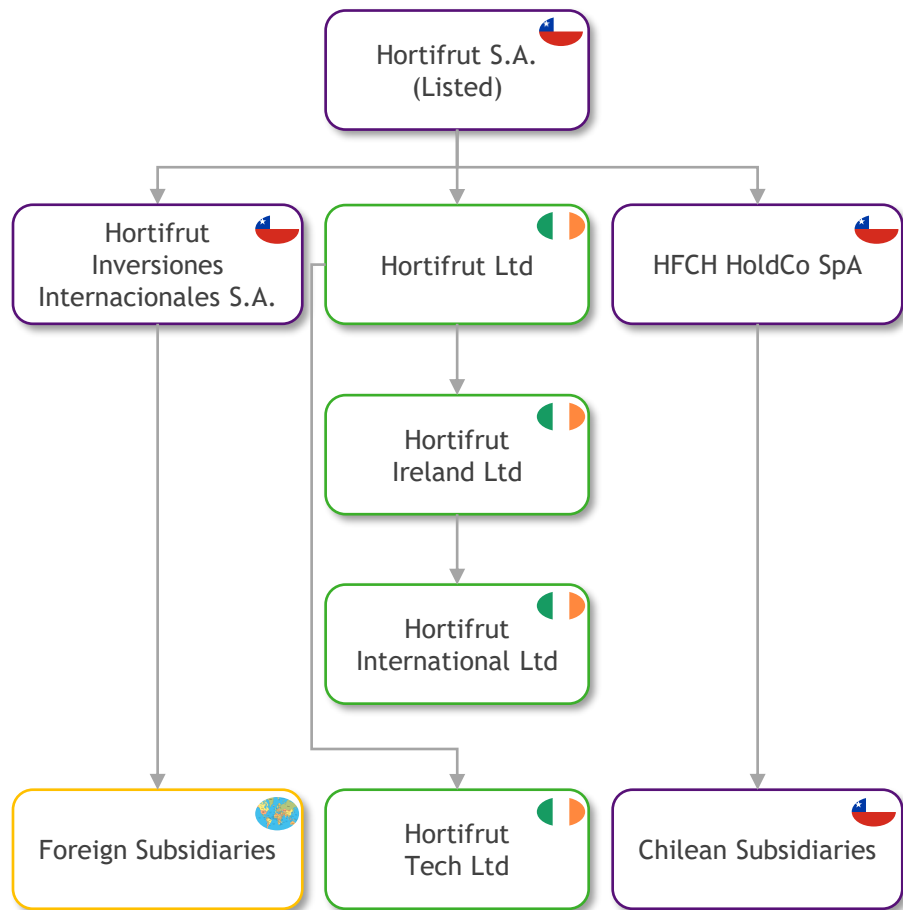 Hortifrut S.A.
(Listed)
Hortifrut
Inversiones
Internacionales S.A.
Hortifrut Ltd
HFCH HoldCo SpA
Hortifrut
Ireland Ltd
Hortifrut
International Ltd
Foreign Subsidiaries
Hortifrut
Tech Ltd
Chilean Subsidiaries